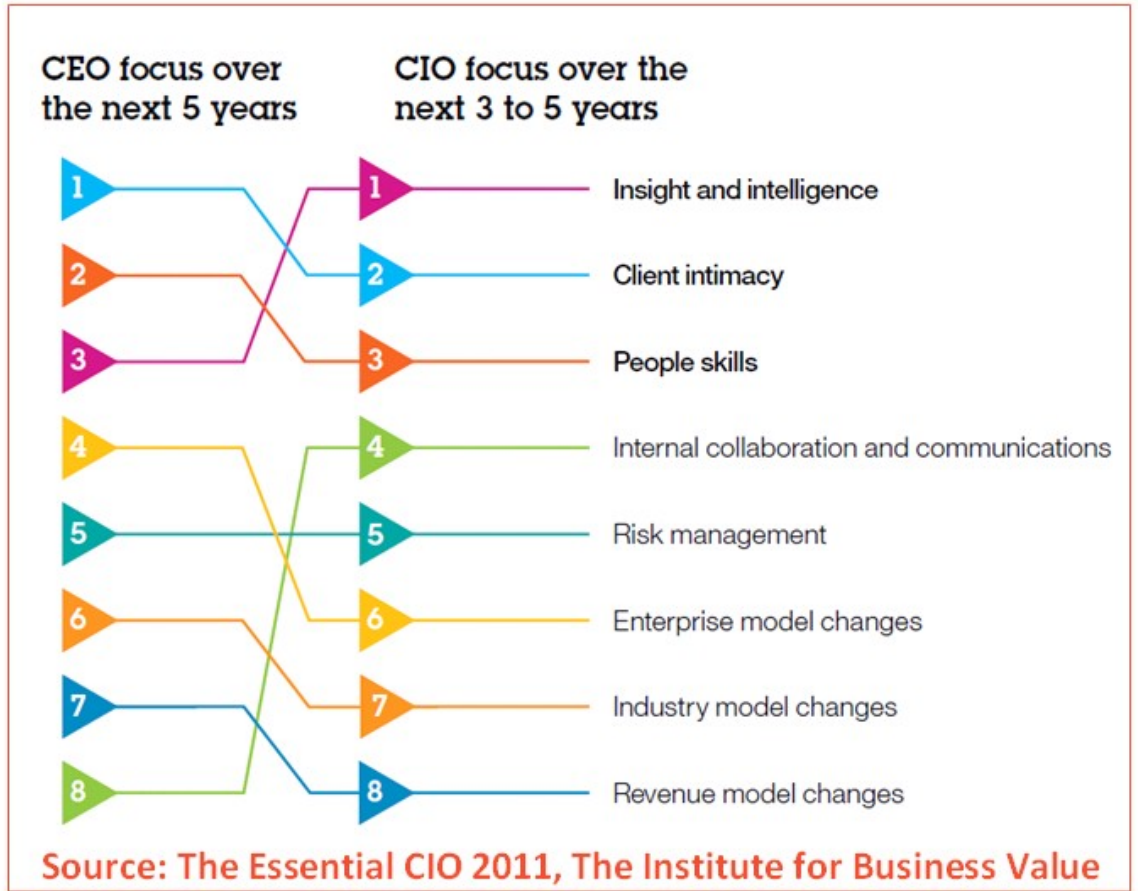 CEO focus over
the next 5 years
CIO focus over the
next 3 to 5 years
1 1 Insight and intelligence
2 2 Client intimacy
3 3 People skills
4 4 Internal collaboration and communications
5 5 Risk management
6 6 Enterprise model changes
7 7 Industry model changes
8 8 Revenue model changes
Source: The Essential CIO 2011, The Institute for Business Value